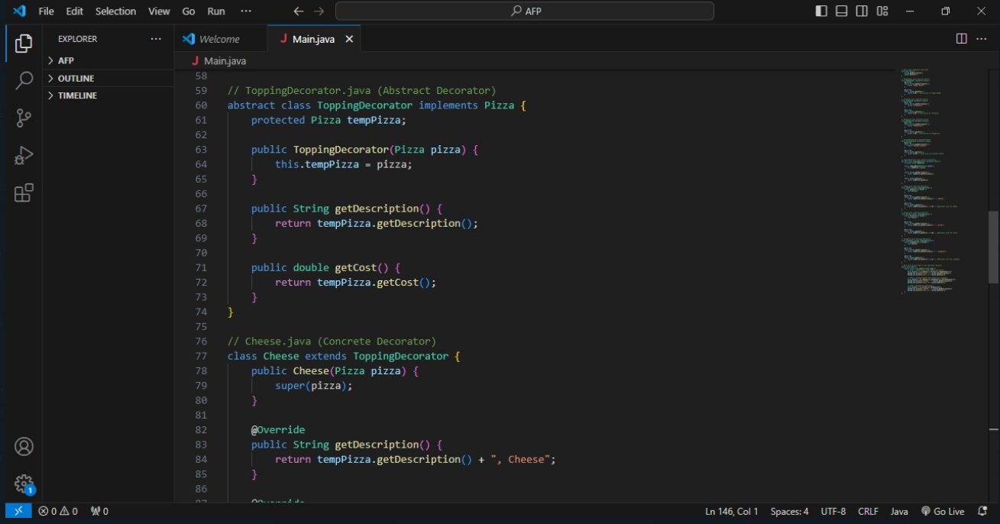 File Edit Selection View Go Run ··· AFP
EXPLORER ···
AFP
OUTLINE
TIMELINE
Welcome
J Main.java
J Main.java
58
59 // ToppingDecorator.java (Abstract Decorator)
60 abstract class ToppingDecorator implements Pizza {
61 protected Pizza tempPizza;
62
63 public ToppingDecorator(Pizza pizza) {
64 this.tempPizza = pizza;
65 }
66
67 public String getDescription() {
68 return tempPizza.getDescription();
69 }
70
71 public double getCost() {
72 return tempPizza.getCost();
73 }
74 }
75
76 // Cheese.java (Concrete Decorator)
77 class Cheese extends ToppingDecorator {
78 public Cheese(Pizza pizza) {
79 super(pizza);
80 }
81
82 @Override
83 public String getDescription() {
84 return tempPizza.getDescription() + ", Cheese";
85 }
86
87 @Override
1
0 0 0 Ln 146, Col 1 Spaces: 4 UTF-8 CRLF Java Go Live